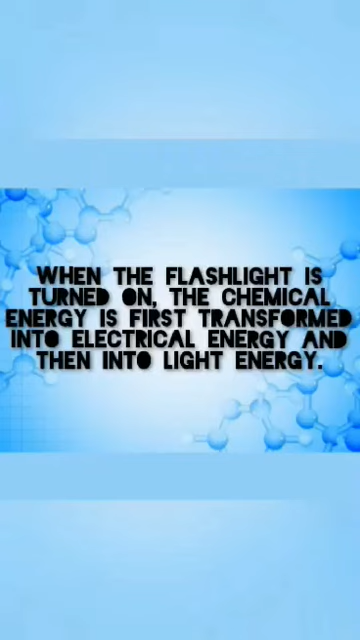 WHEN THE FLASHLIGHT IS
TURNED ON, THE CHEMICAL
ENERGY IS FIRST TRANSFORMED
INTO ELECTRICAL ENERGY AND
THEN INTO LIGHT ENERGY.